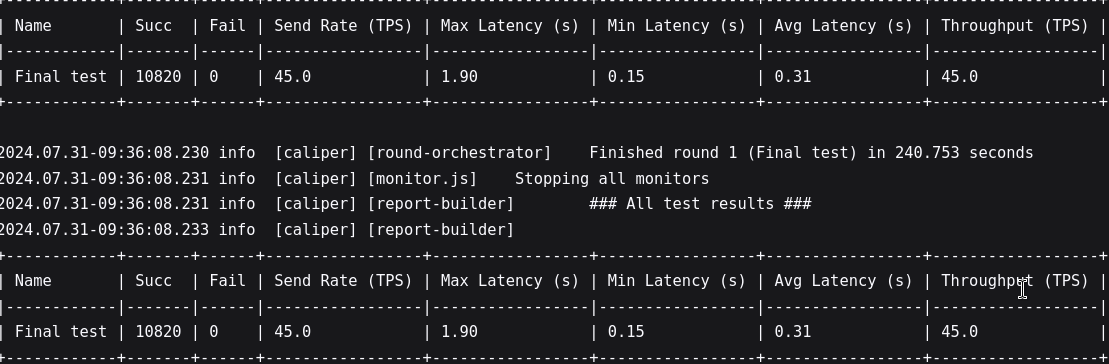 +------------+-------+------+-----------------+-----------------+-----------------+-----------------+------------------+
| Name       | Succ  | Fail | Send Rate (TPS) | Max Latency (s) | Min Latency (s) | Avg Latency (s) | Throughput (TPS) |
|------------|-------|------|-----------------|-----------------|-----------------|-----------------|------------------|
| Final test | 10820 | 0    | 45.0            | 1.90            | 0.15            | 0.31            | 45.0             |
+------------+-------+------+-----------------+-----------------+-----------------+-----------------+------------------+
2024.07.31-09:36:08.230 info  [caliper] [round-orchestrator]    Finished round 1 (Final test) in 240.753 seconds
2024.07.31-09:36:08.231 info  [caliper] [monitor.js]    Stopping all monitors
2024.07.31-09:36:08.231 info  [caliper] [report-builder]        ### All test results ###
2024.07.31-09:36:08.233 info  [caliper] [report-builder]
+------------+-------+------+-----------------+-----------------+-----------------+-----------------+------------------+
| Name       | Succ  | Fail | Send Rate (TPS) | Max Latency (s) | Min Latency (s) | Avg Latency (s) | Throughput (TPS) |
|------------|-------|------|-----------------|-----------------|-----------------|-----------------|------------------|
| Final test | 10820 | 0    | 45.0            | 1.90            | 0.15            | 0.31            | 45.0             |
+------------+-------+------+-----------------+-----------------+-----------------+-----------------+------------------+